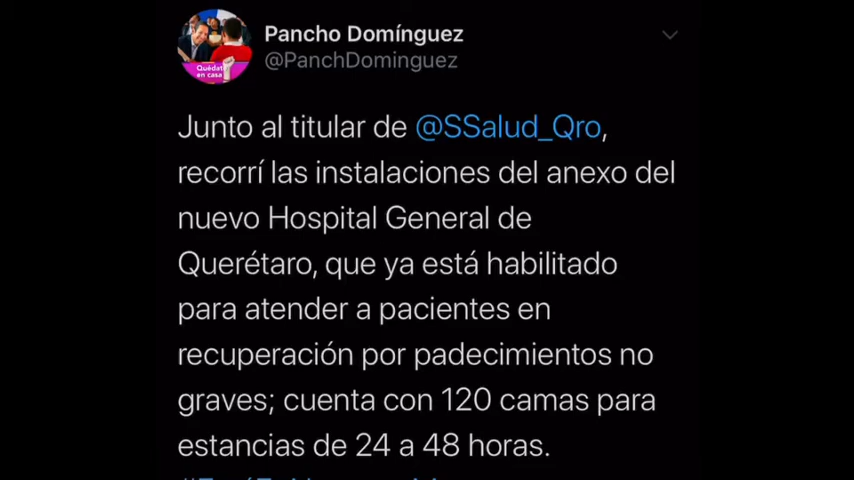 Pancho Domínguez
@PanchDominguez
Quédat
en casa
Junto al titular de @SSalud_Qro,
recorrí las instalaciones del anexo del
nuevo Hospital General de
Querétaro, que ya está habilitado
para atender a pacientes en
recuperación por padecimientos no
graves; cuenta con 120 camas para
estancias de 24 a 48 horas.